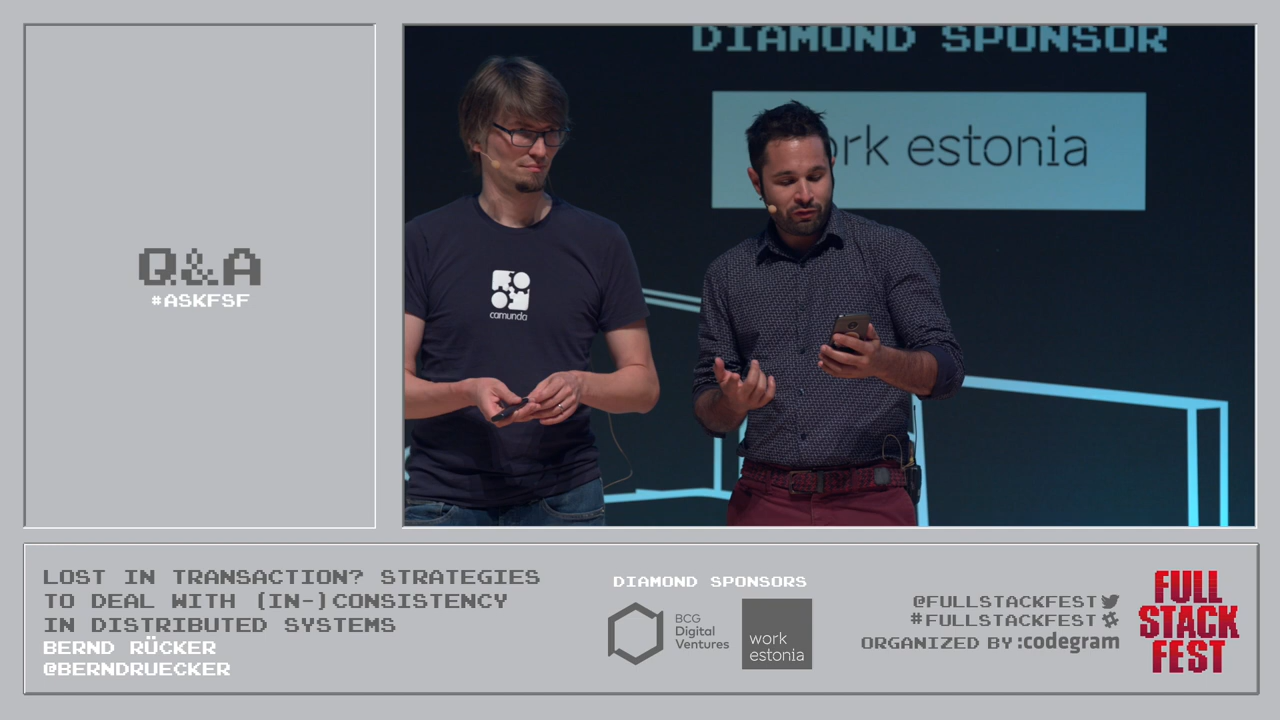 Q&A
#ASKFSF
DIAMOND SPONSOR
ork estonia
camunda
LOST IN TRANSACTION? STRATEGIES
TO DEAL WITH (IN-)CONSISTENCY
IN DISTRIBUTED SYSTEMS
BERND RÜCKER
@BERNDRUECKER
DIAMOND SPONSORS
BCG
Digital
Ventures
work
estonia
@FULLSTACKFEST
#FULLSTACKFEST
ORGANIZED BY :codegram
FULL
STACK
FEST